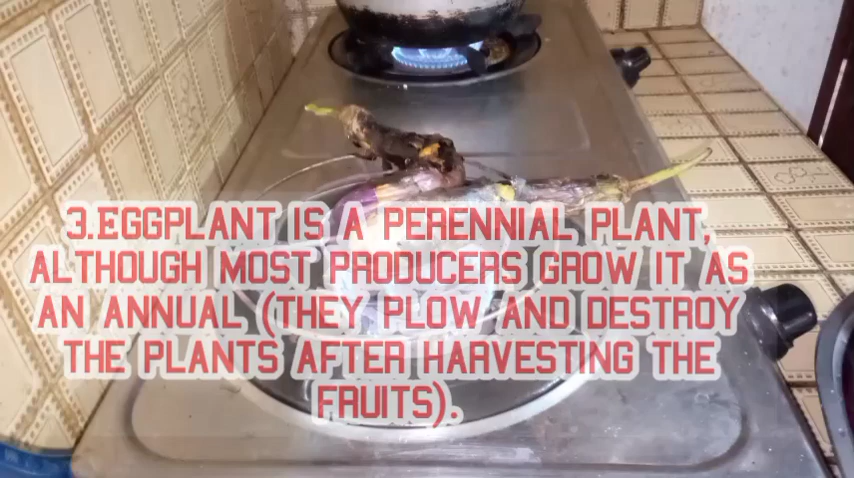 3.EGGPLANT IS A PERENNIAL PLANT,
ALTHOUGH MOST PRODUCERS GROW IT AS
AN ANNUAL (THEY PLOW AND DESTROY
THE PLANTS AFTER HARVESTING THE
FRUITS).